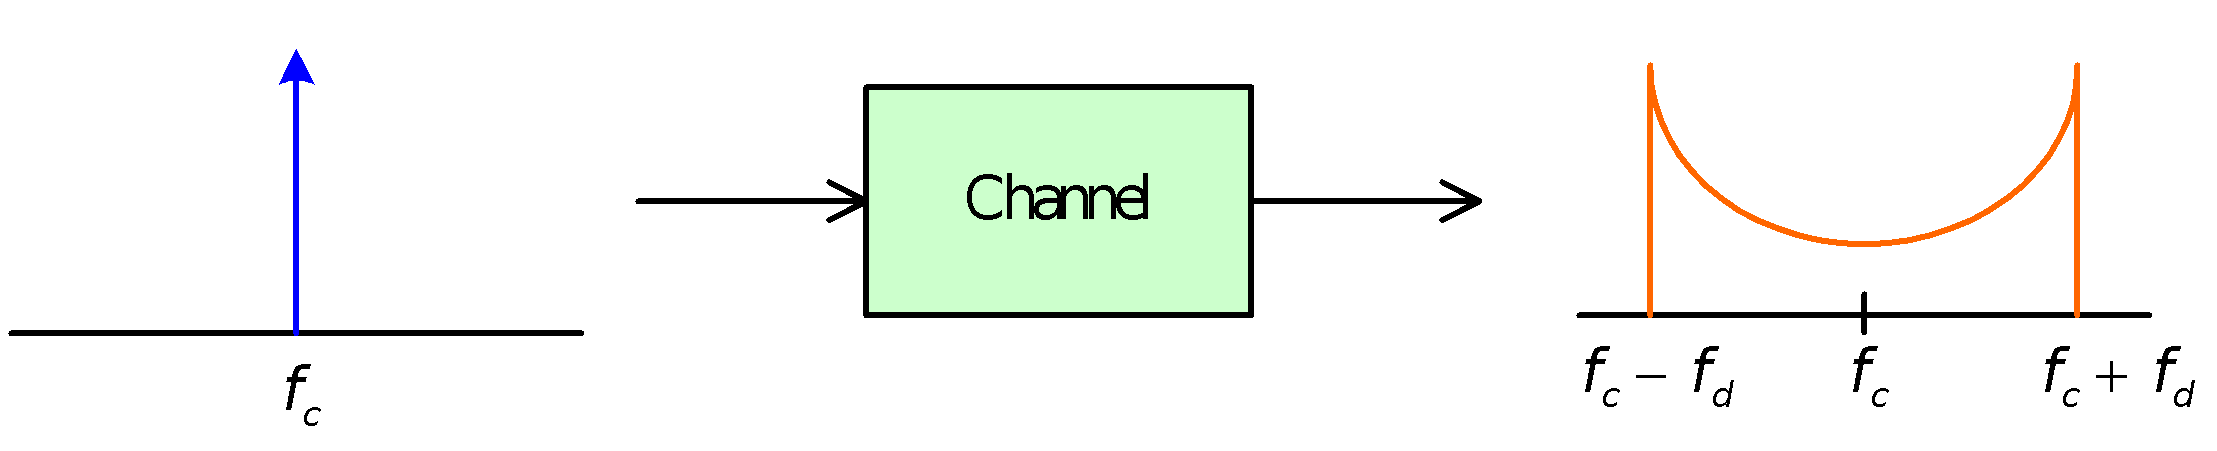 f_c
Channel
f_c − f_d
f_c
f_c + f_d